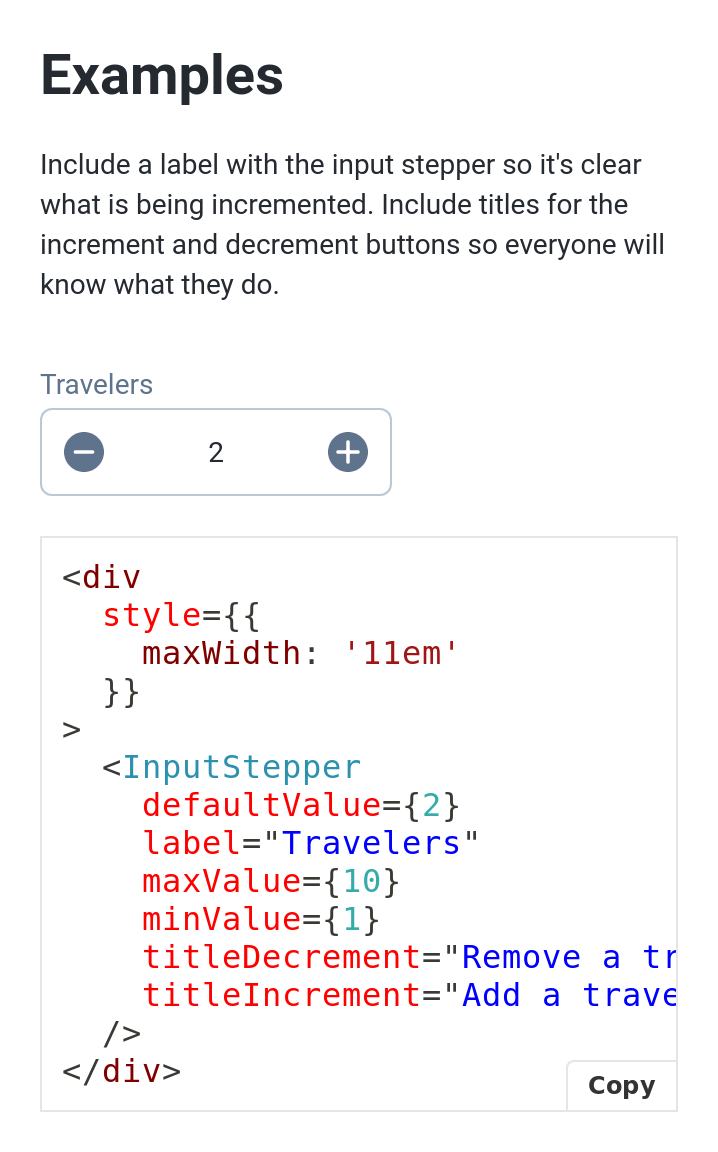 Examples
Include a label with the input stepper so it's clear
what is being incremented. Include titles for the
increment and decrement buttons so everyone will
know what they do.
Travelers
2
<div
  style={{
    maxWidth: '11em'
  }}
>
  <InputStepper
    defaultValue={2}
    label="Travelers"
    maxValue={10}
    minValue={1}
    titleDecrement="Remove a tr
    titleIncrement="Add a trave
  />
</div>
Copy